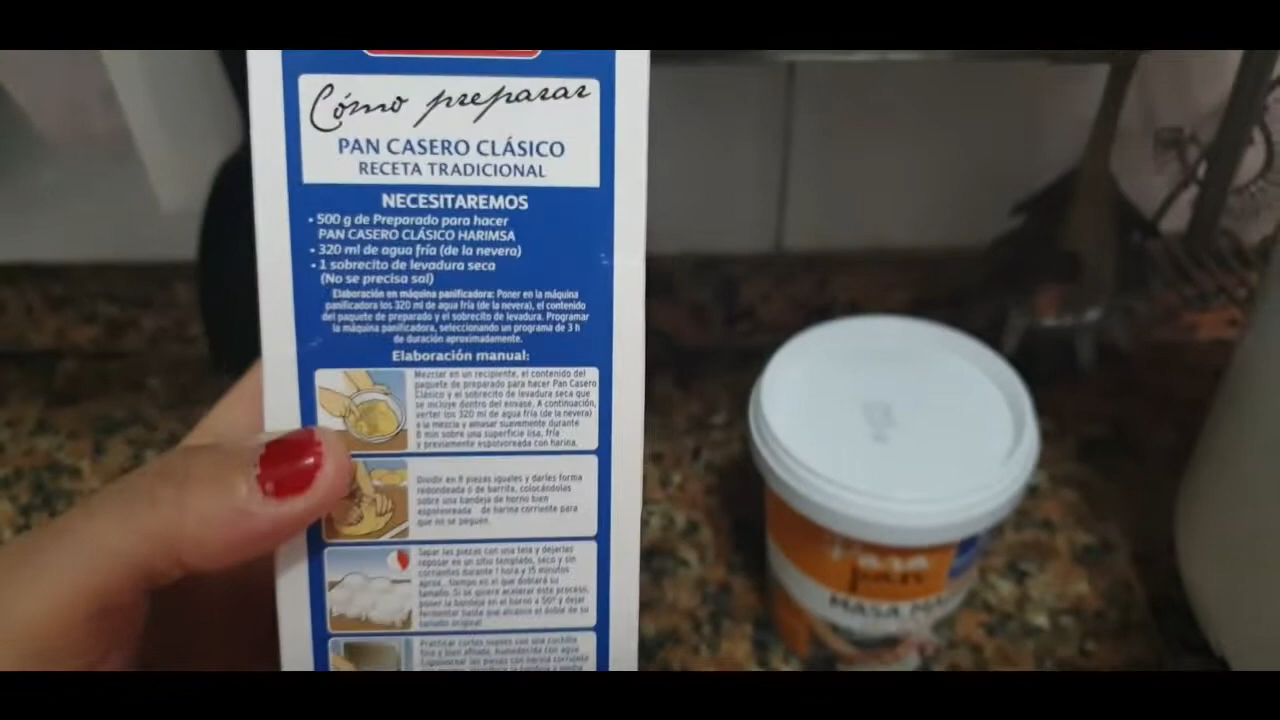 Cómo preparar
PAN CASERO CLÁSICO
RECETA TRADICIONAL
NECESITAREMOS
• 500 g de Preparado para hacer
PAN CASERO CLÁSICO HARIMSA
• 320 ml de agua fría (de la nevera)
• 1 sobrecito de levadura seca
(No se precisa sal)
Elaboración en máquina panificadora: Poner en la máquina
panificadora los 320 ml de agua fría (de la nevera), el contenido
del paquete de preparado y el sobrecito de levadura. Programar
la máquina panificadora, seleccionando un programa de 3 h
de duración aproximadamente.
Elaboración manual:
Mezclar en un recipiente, el contenido del
paquete de preparado para hacer Pan Casero
Clásico y el sobrecito de levadura seca que
se incluye dentro del envase. A continuación,
verter los 320 ml de agua fría (de la nevera)
a la mezcla y amasar suavemente durante
8 min sobre una superficie lisa, fría
y previamente espolvoreada con harina.
Dividir en 8 piezas iguales y darles forma
redondeada o de barrita, colocándolas
sobre una bandeja de horno bien
espolvoreada de harina corriente para
que no se peguen.
Tapar las piezas con una tela y dejarlas
reposar en un sitio templado, seco y sin
corrientes durante 1 hora y 15 minutos
aprox., tiempo en el que doblará su
tamaño. Si se quiere acelerar este proceso,
poner la bandeja en el horno a 50º y dejar
fermentar hasta que alcance el doble de su
tamaño original.
Practicar cortes suaves con una cuchilla
fina y bien afilada, humedecida con agua
MASA